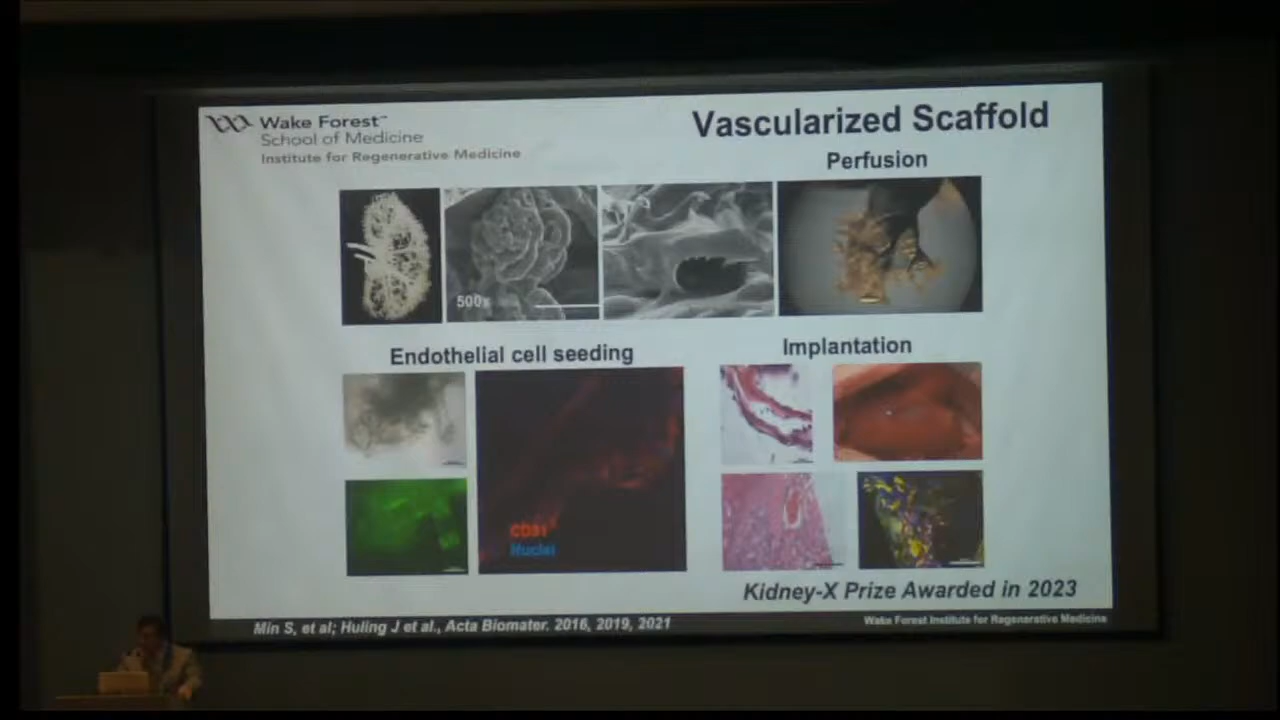 Wake Forest™
School of Medicine
Institute for Regenerative Medicine
Vascularized Scaffold
Perfusion
500x
Endothelial cell seeding
Implantation
CD31
Nuclei
Kidney-X Prize Awarded in 2023
Min S, et al; Huling J et al., Acta Biomater. 2016, 2019, 2021
Wake Forest Institute for Regenerative Medicine